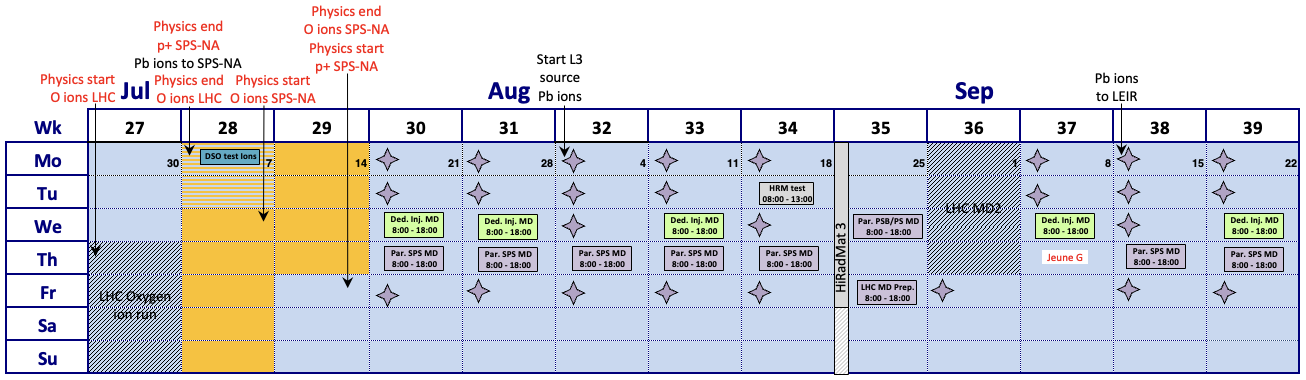 Physics end
O ions SPS-NA
Physics start
p+ SPS-NA
Physics end
p+ SPS-NA
Pb ions to SPS-NA
Physics start
O ions LHC
Physics end
O ions LHC
Physics start
O ions SPS-NA
Start L3
source
Pb ions
Pb ions
to LEIR
Jul
Aug
Sep
Wk 27 28 29 30 31 32 33 34 35 36 37 38 39
Mo 30 DSO test Ions 7 14 21 28 4 11 18 25 1 8 15 22
Tu
HRM test
08:00 - 13:00
We
Ded. Inj. MD
8:00 - 18:00
Ded. Inj. MD
8:00 - 18:00
Ded. Inj. MD
8:00 - 18:00
Par. PSB/PS MD
8:00 - 18:00
LHC MD2
Ded. Inj. MD
8:00 - 18:00
Ded. Inj. MD
8:00 - 18:00
Th
Par. SPS MD
8:00 - 18:00
Par. SPS MD
8:00 - 18:00
Par. SPS MD
8:00 - 18:00
Par. SPS MD
8:00 - 18:00
Par. SPS MD
8:00 - 18:00
HiRadMat 3
Jeune G
Par. SPS MD
8:00 - 18:00
Par. SPS MD
8:00 - 18:00
Fr
LHC Oxygen
ion run
LHC MD Prep.
8:00 - 18:00
Sa
Su